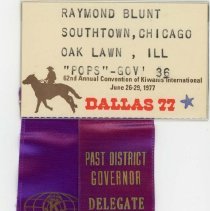 RAYMOND BLUNT
SOUTHTOWN, CHICAGO
OAK LAWN , ILL
"POPS"-GOV' 36
62nd Annual Convention of Kiwanis International
June 26-29, 1977
DALLAS 77
PAST DISTRICT
GOVERNOR
DELEGATE